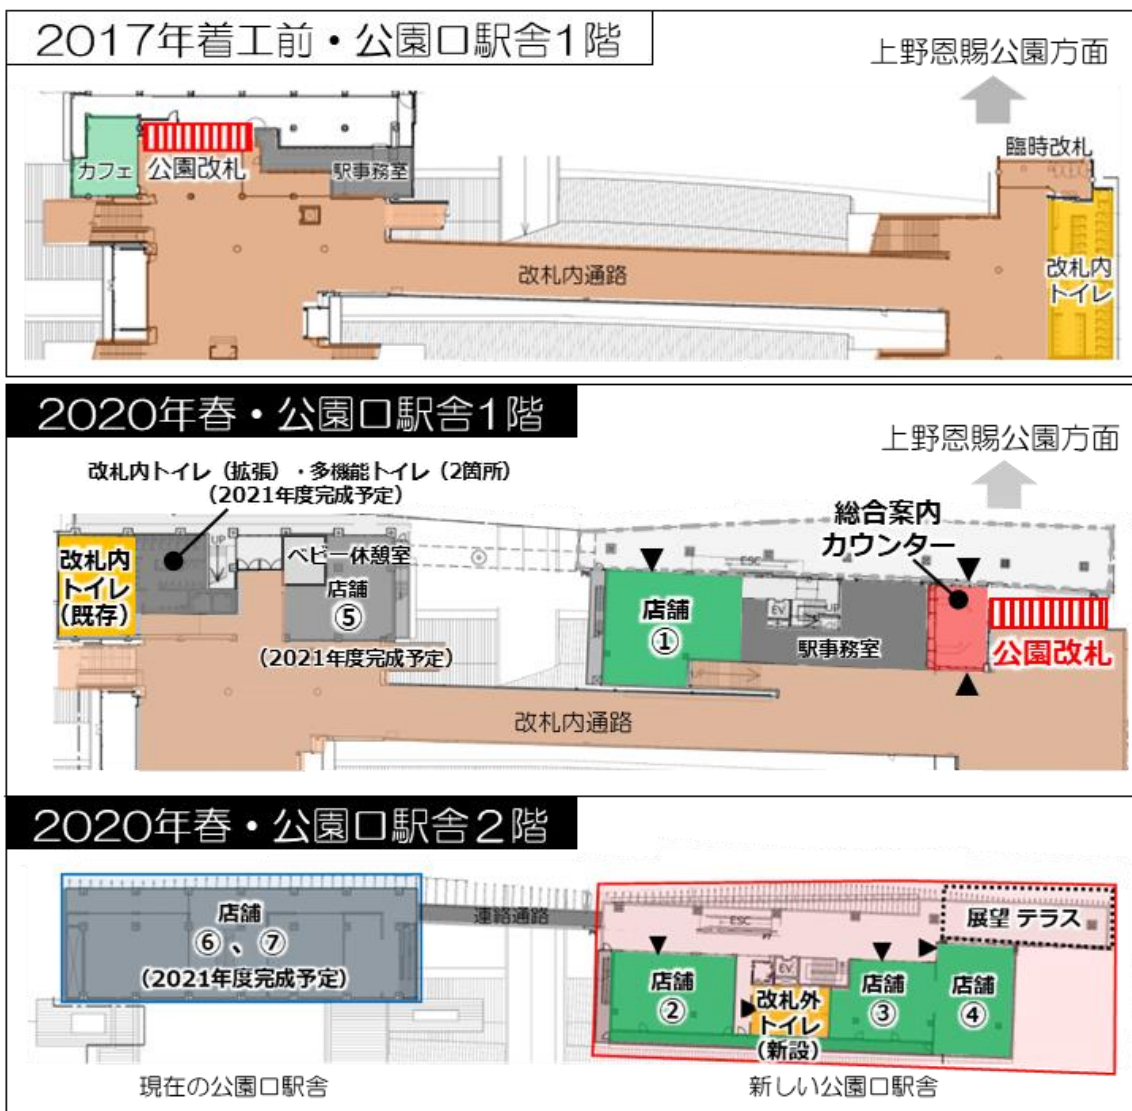 2017年着工前・公園口駅舎1階
上野恩賜公園方面
臨時改札
カフェ
公園改札
駅事務室
改札内通路
改札内
トイレ
2020年春・公園口駅舎1階
上野恩賜公園方面
改札内トイレ(拡張)・多機能トイレ(2箇所)
(2021年度完成予定)
総合案内
カウンター
改札内
トイレ
(既存)
UP
ベビー休憩室
店舗
⑤
(2021年度完成予定)
ESC
店舗
①
EV
UP
駅事務室
公園改札
改札内通路
2020年春・公園口駅舎2階
店舗
⑥、⑦
(2021年度完成予定)
連絡通路
ESC
展望 テラス
店舗
②
EV
改札外
トイレ
(新設)
店舗
③
店舗
④
現在の公園口駅舎
新しい公園口駅舎